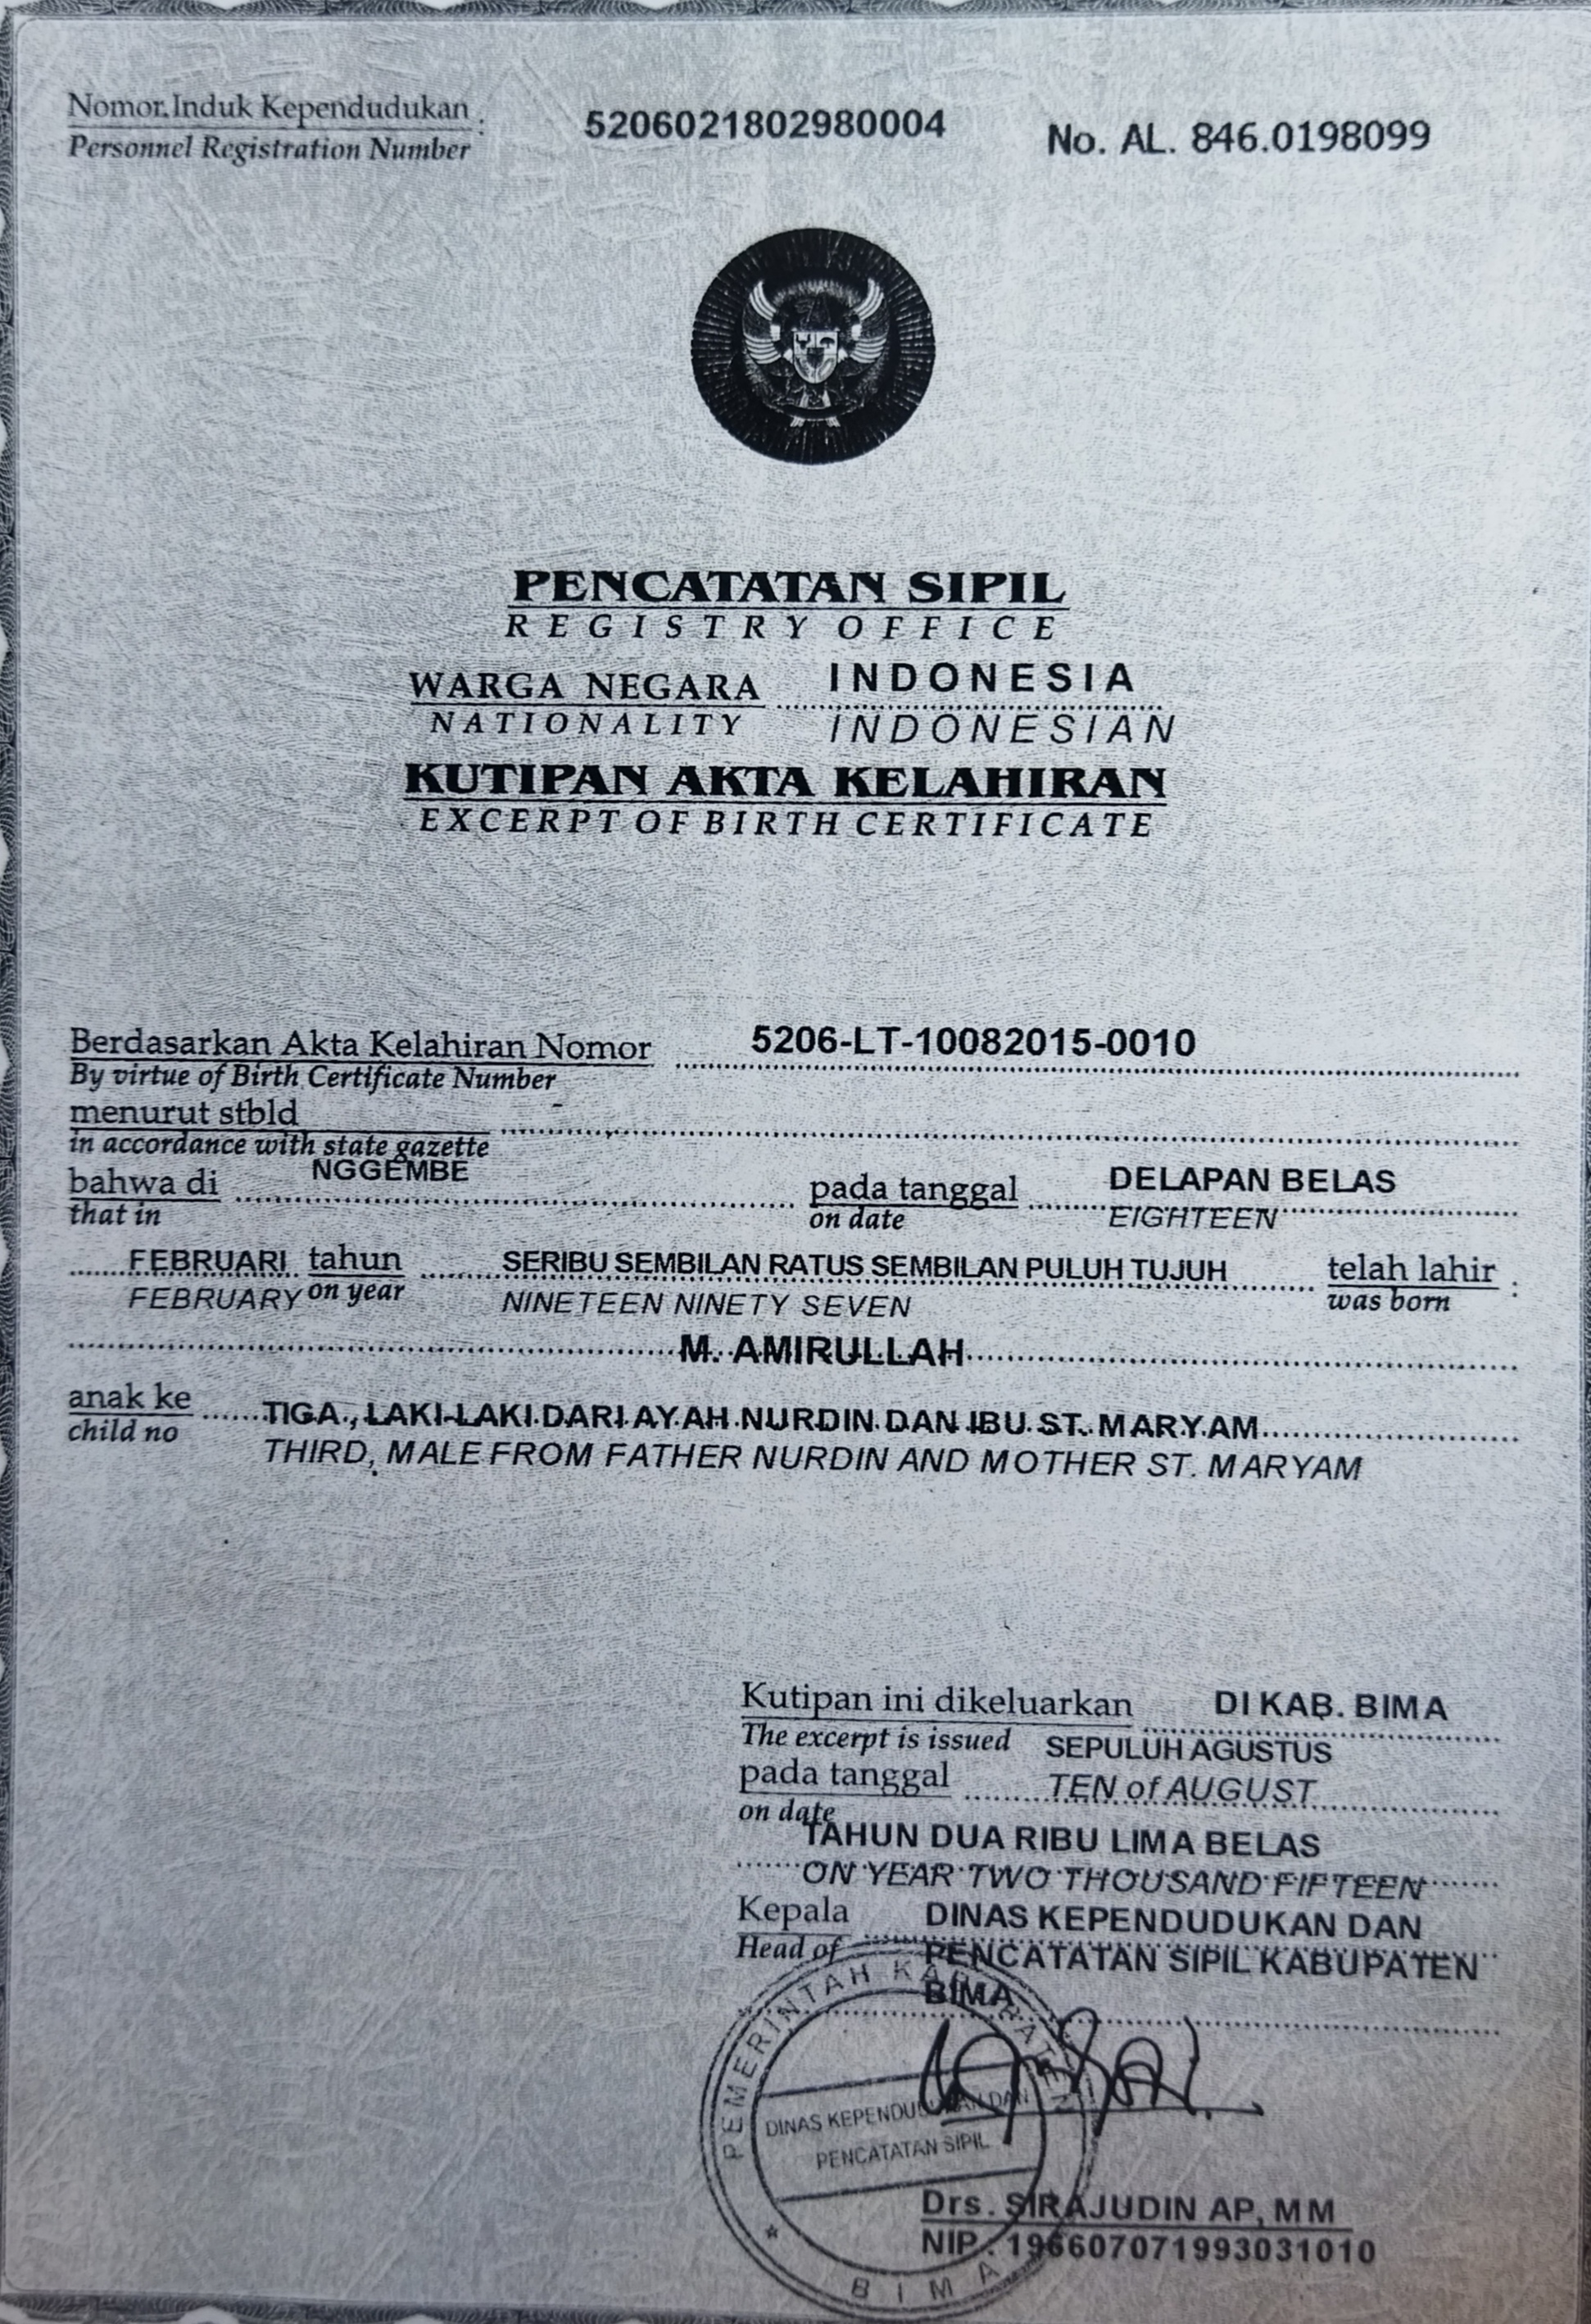 Nomor Induk Kependudukan :
Personnel Registration Number
5206021802980004
No. AL. 846.0198099
PENCATATAN SIPIL
REGISTRY OFFICE
WARGA NEGARA INDONESIA
NATIONALITY INDONESIAN
KUTIPAN AKTA KELAHIRAN
EXCERPT OF BIRTH CERTIFICATE
Berdasarkan Akta Kelahiran Nomor 5206-LT-10082015-0010
By virtue of Birth Certificate Number
menurut stbld -
in accordance with state gazette
bahwa di NGGEMBE pada tanggal DELAPAN BELAS
that in on date EIGHTEEN
FEBRUARI tahun SERIBU SEMBILAN RATUS SEMBILAN PULUH TUJUH telah lahir :
FEBRUARY on year NINETEEN NINETY SEVEN was born
M. AMIRULLAH
anak ke TIGA, LAKI-LAKI DARI AYAH NURDIN DAN IBU ST. MARYAM
child no THIRD, MALE FROM FATHER NURDIN AND MOTHER ST. MARYAM
Kutipan ini dikeluarkan DI KAB. BIMA
The excerpt is issued
pada tanggal SEPULUH AGUSTUS
on date TEN of AUGUST
TAHUN DUA RIBU LIMA BELAS
ON YEAR TWO THOUSAND FIFTEEN
Kepala DINAS KEPENDUDUKAN DAN
Head of PENCATATAN SIPIL KABUPATEN
BIMA
PEMERINTAH KABUPATEN
DINAS KEPENDUDUKAN DAN
PENCATATAN SIPIL
BIMA
Drs. SIRAJUDIN AP, MM
NIP. 196607071993031010